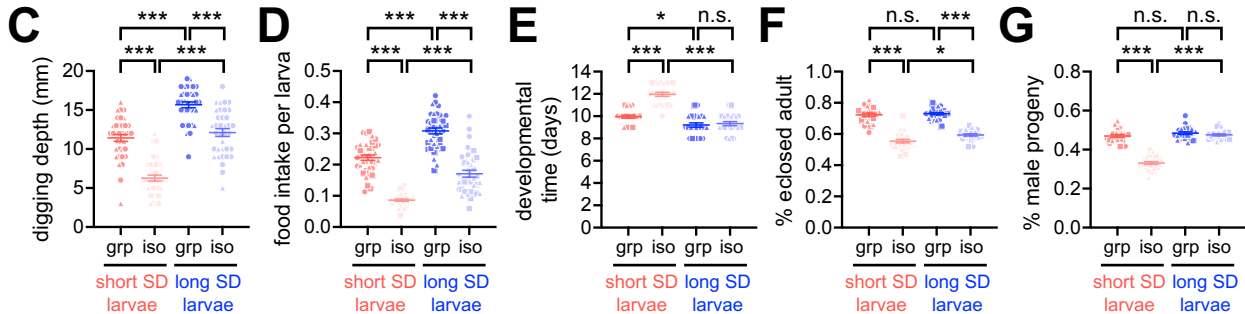 C
digging depth (mm)
20
15
10
5
0
***
***
***
***
***
grp iso grp iso
short SD long SD
larvae larvae
D
food intake per larva
0.5
0.4
0.3
0.2
0.1
0.0
***
***
***
***
***
grp iso grp iso
short SD long SD
larvae larvae
E
developmental
time (days)
14
12
10
8
6
4
2
0
*
n.s.
***
***
grp iso grp iso
short SD long SD
larvae larvae
F
% eclosed adult
1.0
0.8
0.6
0.4
0.2
0.0
n.s.
***
***
*
grp iso grp iso
short SD long SD
larvae larvae
G
% male progeny
0.8
0.6
0.4
0.2
n.s.
n.s.
***
***
grp iso grp iso
short SD long SD
larvae larvae